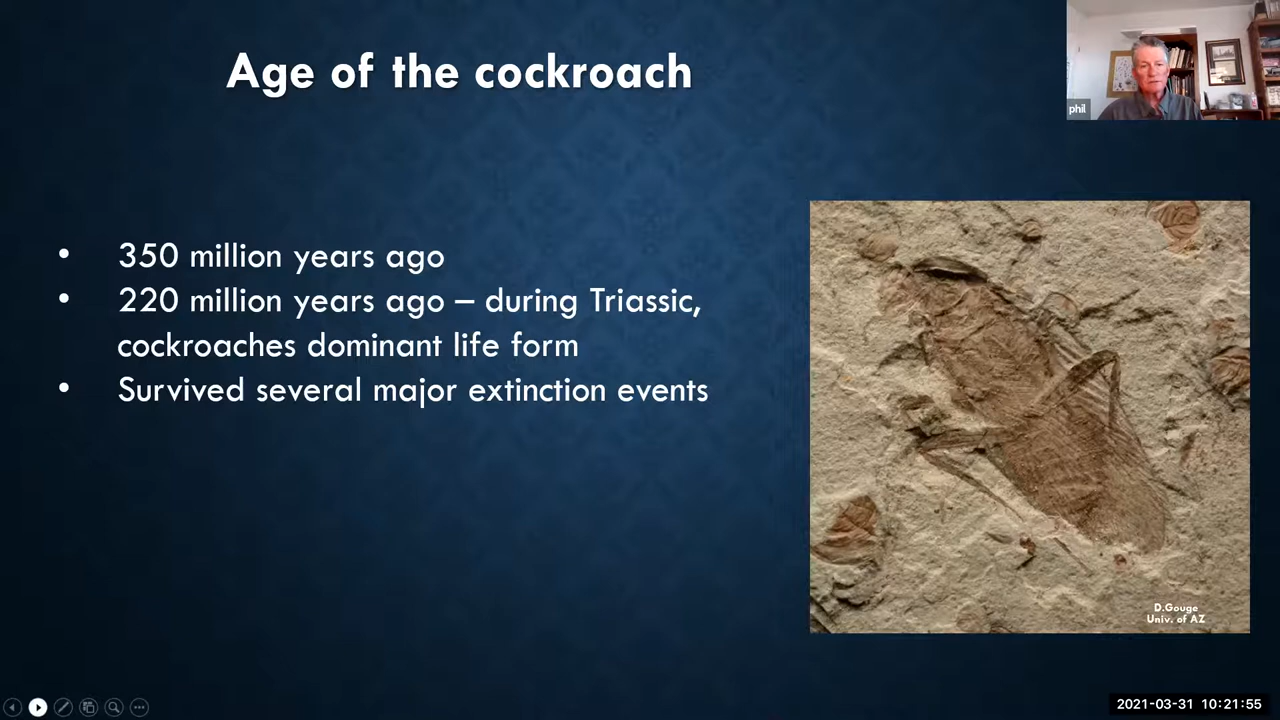 Age of the cockroach
phil
• 350 million years ago
• 220 million years ago – during Triassic,
cockroaches dominant life form
• Survived several major extinction events
D.Gouge
Univ. of AZ
2021-03-31 10:21:55